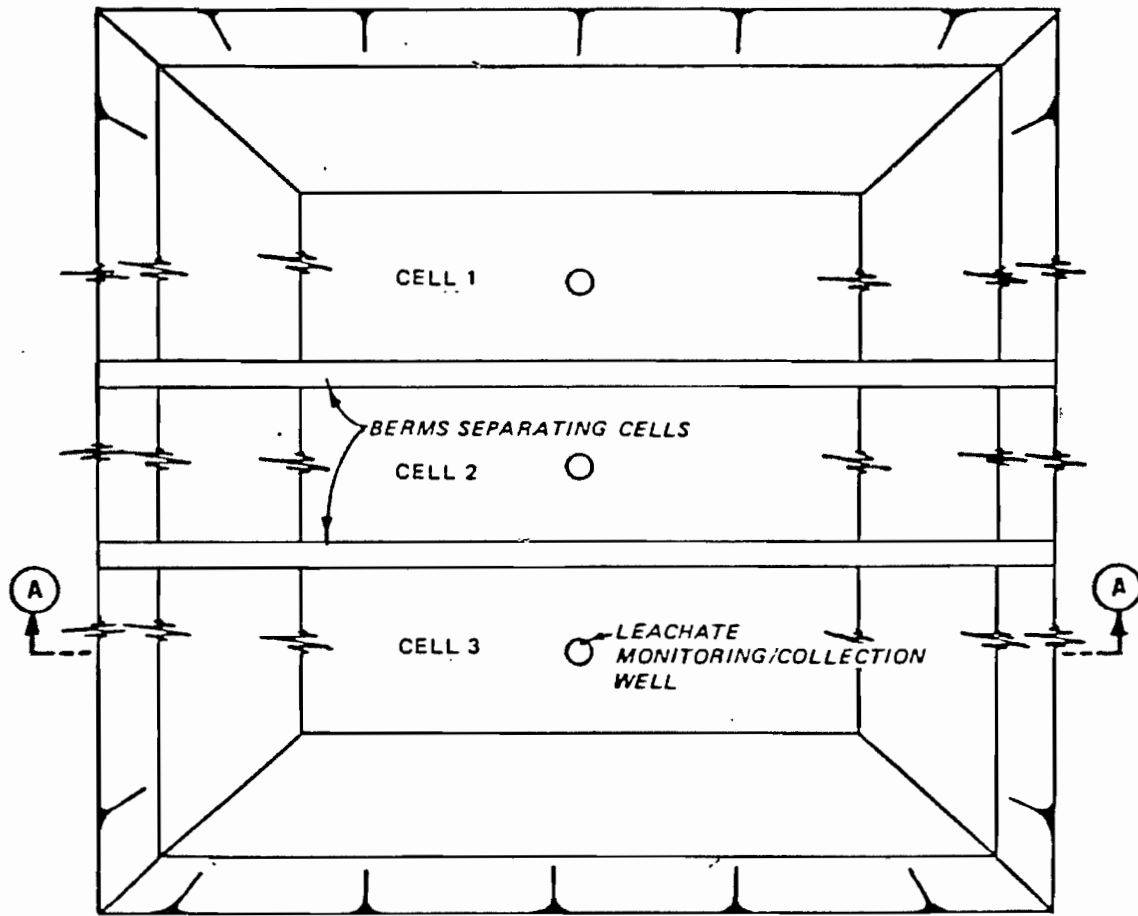 CELL 1
BERMS SEPARATING CELLS
CELL 2
A
A
CELL 3
LEACHATE
MONITORING/COLLECTION
WELL